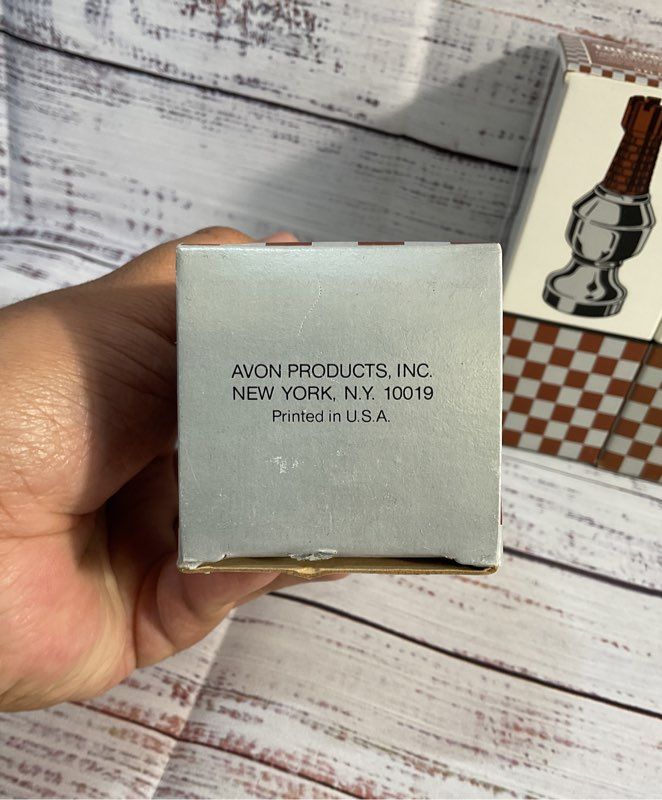 AVON PRODUCTS, INC.
NEW YORK, N.Y. 10019
Printed in U.S.A.